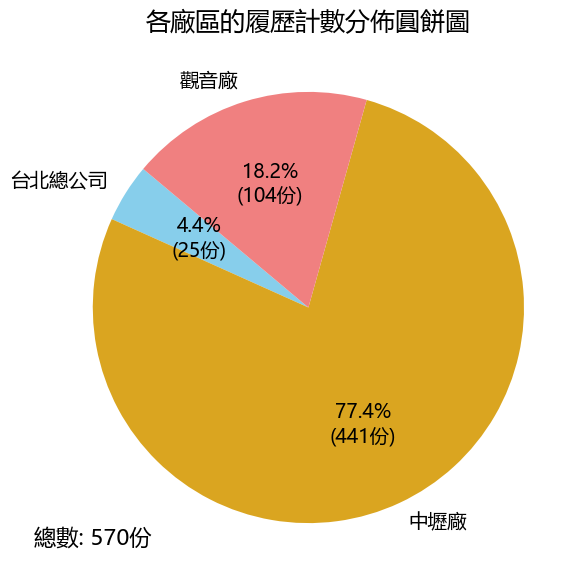 各廠區的履歷計數分佈圓餅圖
觀音廠
18.2%
(104份)
台北總公司
4.4%
(25份)
77.4%
(441份)
中壢廠
總數: 570份